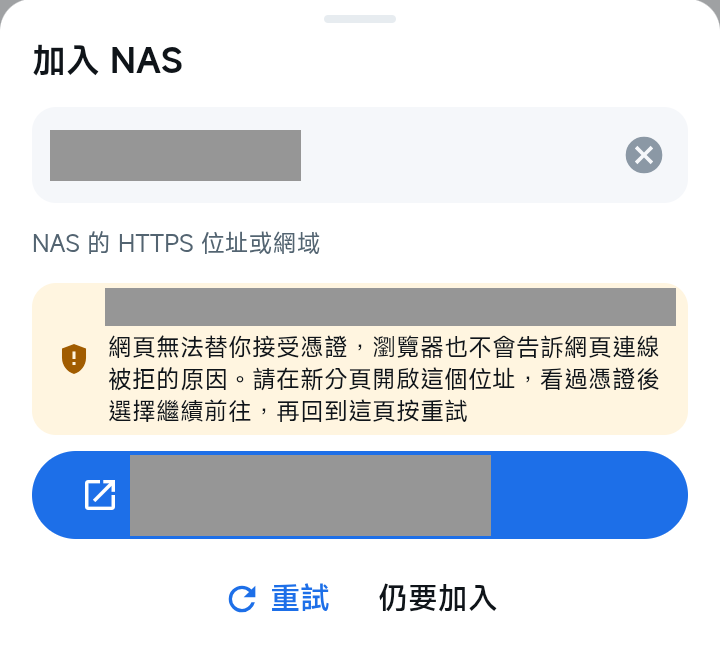 加入 NAS
NAS 的 HTTPS 位址或網域
網頁無法替你接受憑證，瀏覽器也不會告訴網頁連線
被拒的原因。請在新分頁開啟這個位址，看過憑證後
選擇繼續前往，再回到這頁按重試
重試
仍要加入